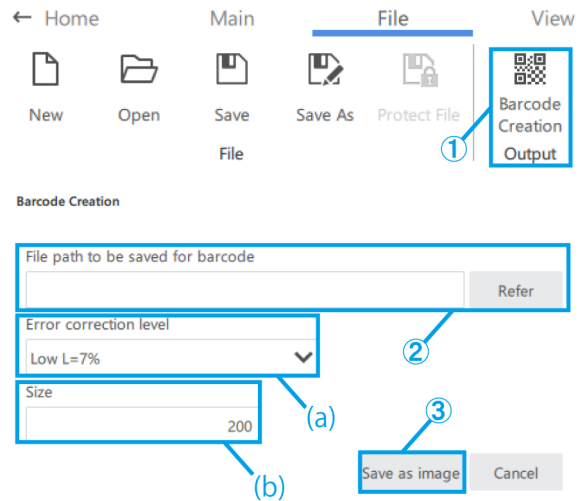 ← Home Main File View
New Open Save Save As Protect File Barcode
Creation
① 
File Output
Barcode Creation
File path to be saved for barcode
Refer
Error correction level
②
Low L=7%
Size
(a) ③
200
(b) Save as image Cancel